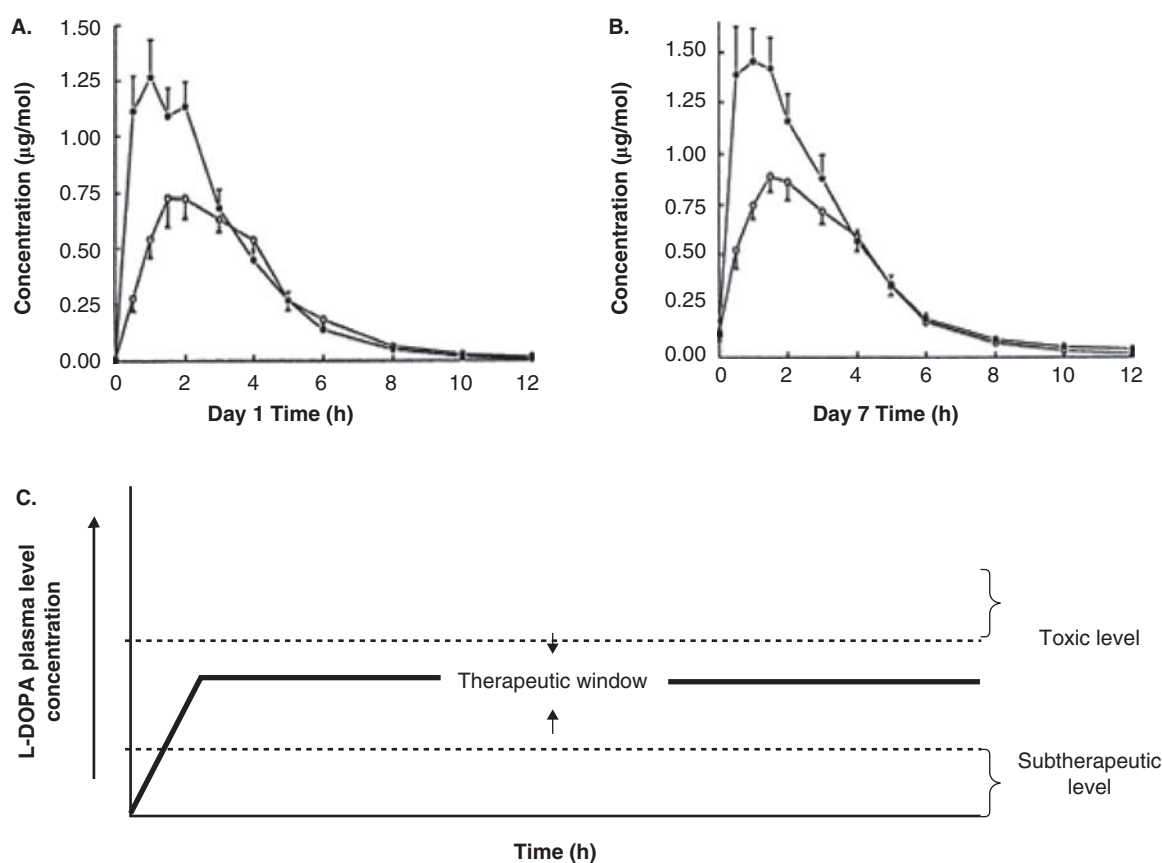 A.
Concentration (µg/mol)
1.50
1.25
1.00
0.75
0.50
0.25
0.00
0 2 4 6 8 10 12
Day 1 Time (h)
B.
Concentration (µg/mol)
1.50
1.25
1.00
0.75
0.50
0.25
0.00
0 2 4 6 8 10 12
Day 7 Time (h)
C.
L-DOPA plasma level
concentration
Therapeutic window
Toxic level
Subtherapeutic
level
Time (h)